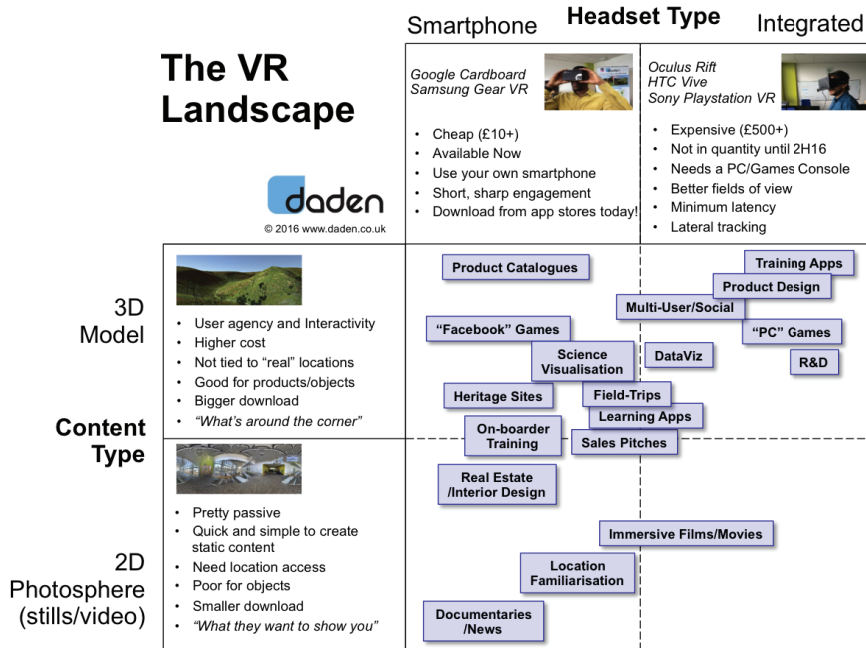 Smartphone
Headset Type
Integrated
The VR
Landscape
daden
© 2016 www.daden.co.uk
Google Cardboard
Samsung Gear VR
• Cheap (£10+)
• Available Now
• Use your own smartphone
• Short, sharp engagement
• Download from app stores today!
Oculus Rift
HTC Vive
Sony Playstation VR
• Expensive (£500+)
• Not in quantity until 2H16
• Needs a PC/Games Console
• Better fields of view
• Minimum latency
• Lateral tracking
3D
Model
• User agency and Interactivity
• Higher cost
• Not tied to “real” locations
• Good for products/objects
• Bigger download
• “What’s around the corner”
Product Catalogues
Training Apps
Product Design
Multi-User/Social
“Facebook” Games
“PC” Games
Science
Visualisation
DataViz
R&D
Heritage Sites
Field-Trips
Learning Apps
On-boarder
Training
Sales Pitches
Content
Type
2D
Photosphere
(stills/video)
• Pretty passive
• Quick and simple to create
static content
• Need location access
• Poor for objects
• Smaller download
• “What they want to show you”
Real Estate
/Interior Design
Immersive Films/Movies
Location
Familiarisation
Documentaries
/News